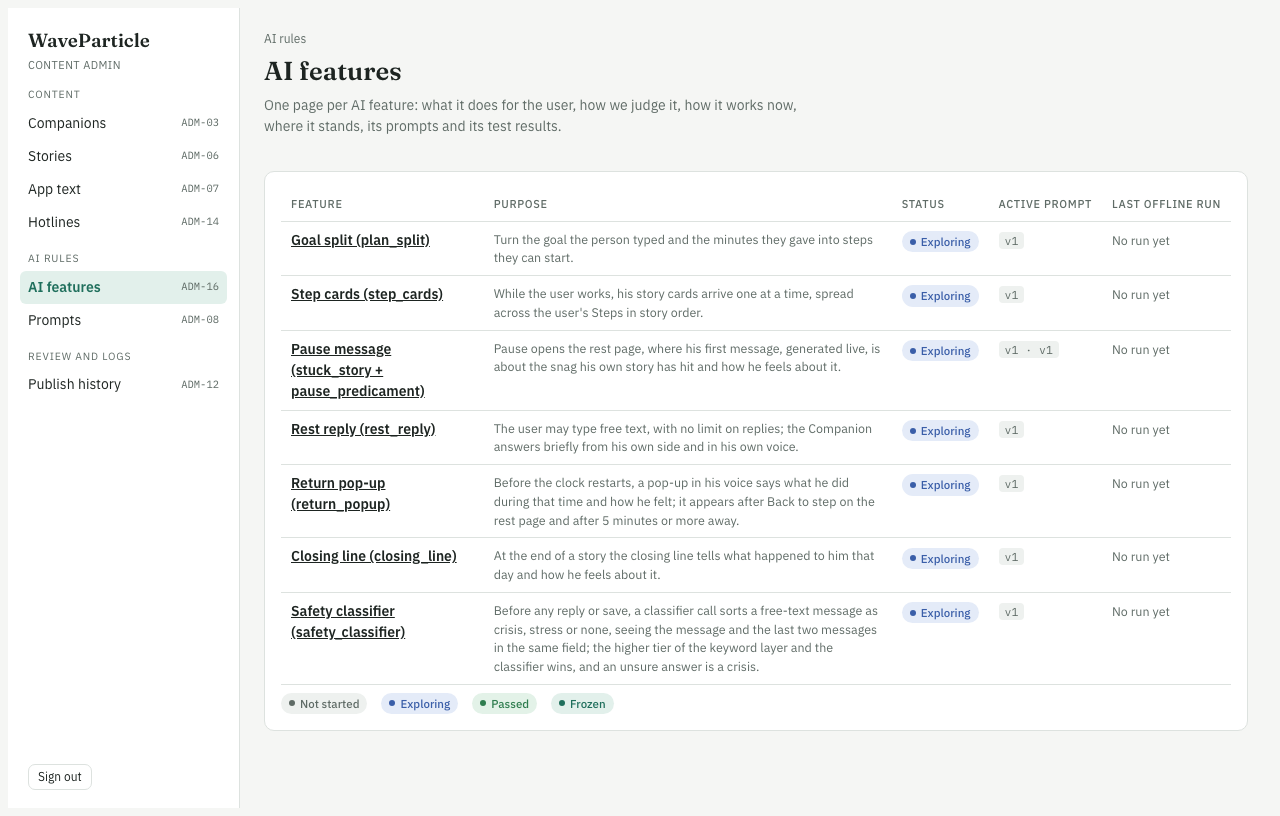 WaveParticle
CONTENT ADMIN
CONTENT
Companions ADM-03
Stories ADM-06
App text ADM-07
Hotlines ADM-14
AI RULES
AI features ADM-16
Prompts ADM-08
REVIEW AND LOGS
Publish history ADM-12
Sign out
AI rules
AI features
One page per AI feature: what it does for the user, how we judge it, how it works now,
where it stands, its prompts and its test results.
FEATURE PURPOSE STATUS ACTIVE PROMPT LAST OFFLINE RUN
Goal split (plan_split) Turn the goal the person typed and the minutes they gave into steps Exploring v1 No run yet
they can start.
Step cards (step_cards) While the user works, his story cards arrive one at a time, spread Exploring v1 No run yet
across the user's Steps in story order.
Pause message Pause opens the rest page, where his first message, generated live, is Exploring v1 · v1 No run yet
(stuck_story + about the snag his own story has hit and how he feels about it.
pause_predicament)
Rest reply (rest_reply) The user may type free text, with no limit on replies; the Companion Exploring v1 No run yet
answers briefly from his own side and in his own voice.
Return pop-up Before the clock restarts, a pop-up in his voice says what he did Exploring v1 No run yet
(return_popup) during that time and how he felt; it appears after Back to step on the
rest page and after 5 minutes or more away.
Closing line (closing_line) At the end of a story the closing line tells what happened to him that Exploring v1 No run yet
day and how he feels about it.
Safety classifier Before any reply or save, a classifier call sorts a free-text message as Exploring v1 No run yet
(safety_classifier) crisis, stress or none, seeing the message and the last two messages
in the same field; the higher tier of the keyword layer and the
classifier wins, and an unsure answer is a crisis.
Not started Exploring Passed Frozen